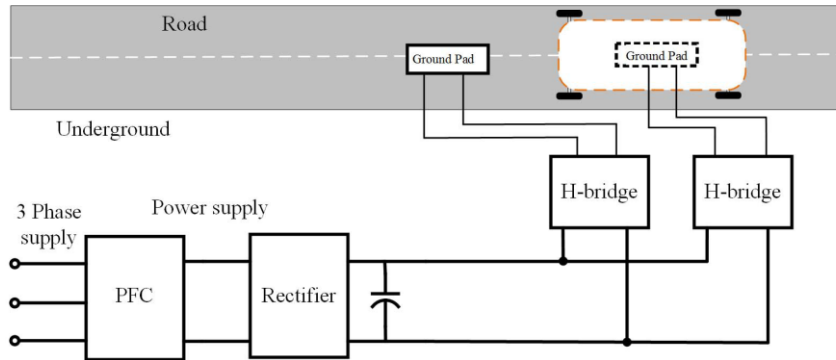 Road
Ground Pad
Ground Pad
Underground
H-bridge
H-bridge
3 Phase
supply
Power supply
PFC
Rectifier